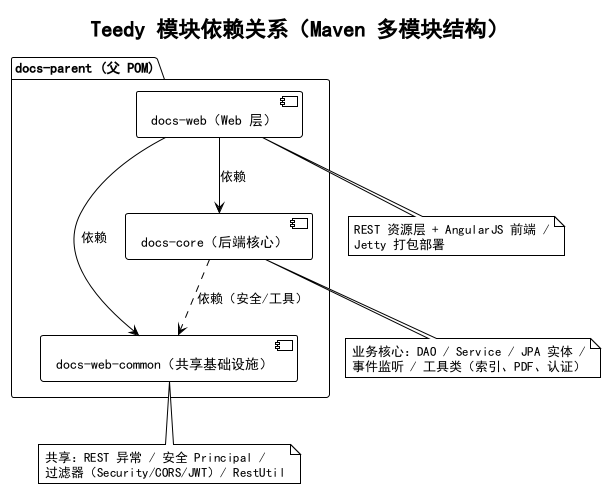 Teedy 模块依赖关系（Maven 多模块结构）
docs-parent (父 POM)
docs-web（Web 层）
依赖
依赖
docs-core（后端核心）
依赖（安全/工具）
docs-web-common（共享基础设施）
REST 资源层 + AngularJS 前端 /
Jetty 打包部署
业务核心: DAO / Service / JPA 实体 /
事件监听 / 工具类（索引、PDF、认证）
共享: REST 异常 / 安全 Principal /
过滤器（Security/CORS/JWT）/ RestUtil